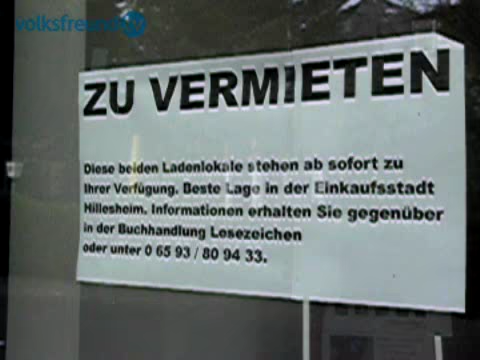 volksfreund
ZU VERMIETEN
Diese beiden Ladenlokale stehen ab sofort zu
Ihrer Verfügung. Beste Lage in der Einkaufsstadt
Hillesheim. Informationen erhalten Sie gegenüber
in der Buchhandlung Lesezeichen
oder unter 0 65 93 / 80 94 33.